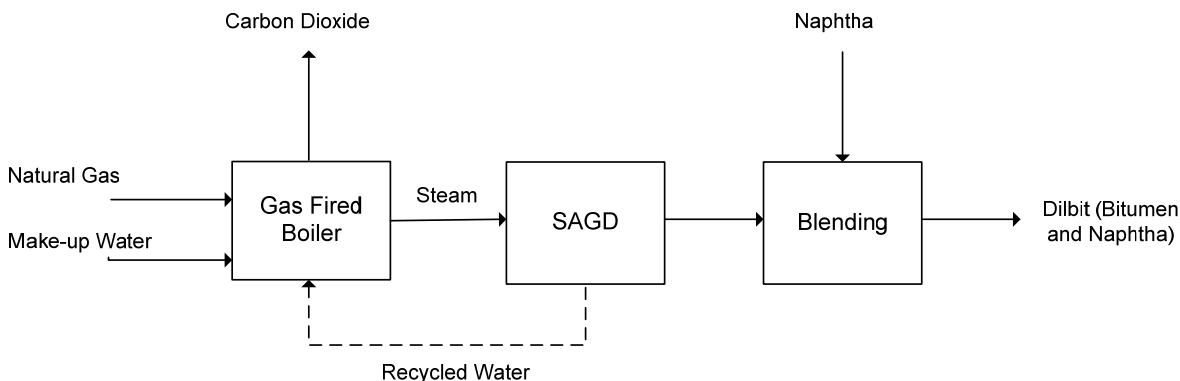 Carbon Dioxide
Naphtha
Natural Gas
Make-up Water
Gas Fired
Boiler
Steam
SAGD
Blending
Dilbit (Bitumen
and Naphtha)
Recycled Water